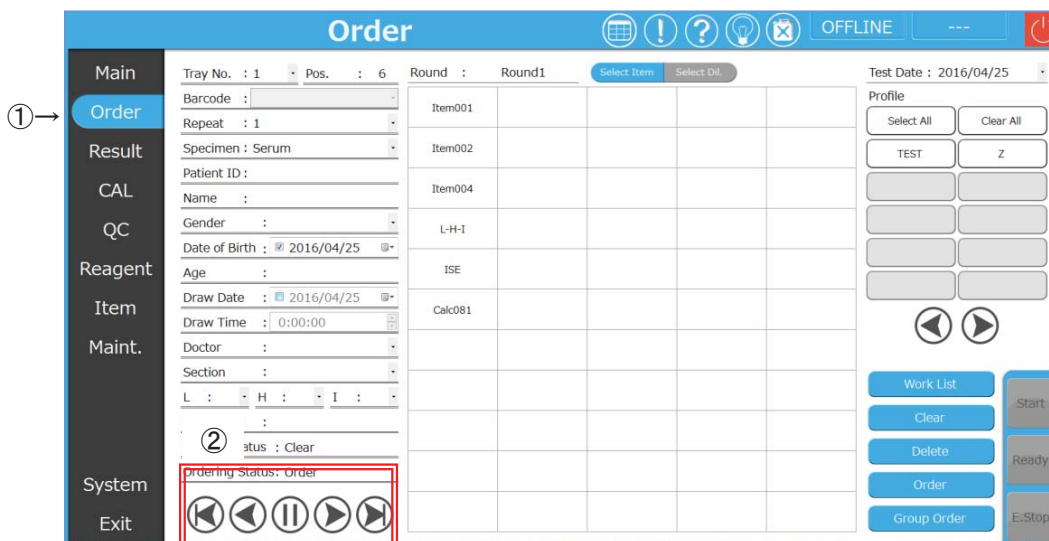 Order
OFFLINE
---
①→
Main
Order
Result
CAL
QC
Reagent
Item
Maint.
System
Exit
Tray No. : 1 Pos. : 6
Barcode :
Repeat : 1
Specimen : Serum
Patient ID :
Name :
Gender :
Date of Birth : 2016/04/25
Age :
Draw Date : 2016/04/25
Draw Time : 0:00:00
Doctor :
Section :
L : H : I :
:
② atus : Clear
Ordering Status: Order
Round : Round1
Select Item Select Dil.
Item001
Item002
Item004
L-H-I
ISE
Calc081
Test Date : 2016/04/25
Profile
Select All Clear All
TEST Z
Work List
Clear
Delete
Order
Group Order
Start
Ready
E.Stop